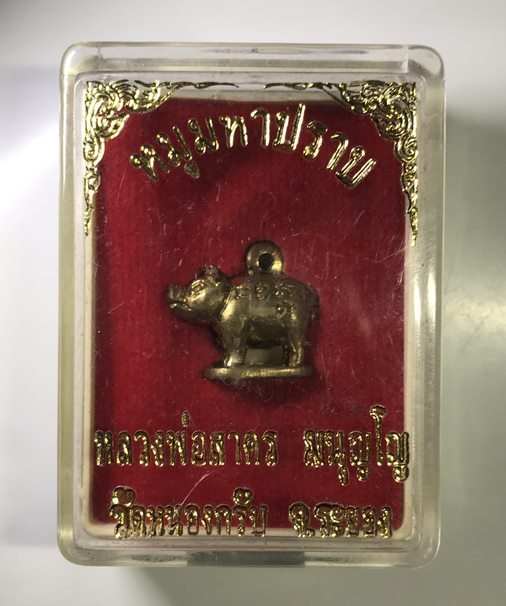 หมูมหาปราบ
หลวงพ่อสาคร มนุญฺโญ
วัดหนองกรับ จ.ระยอง